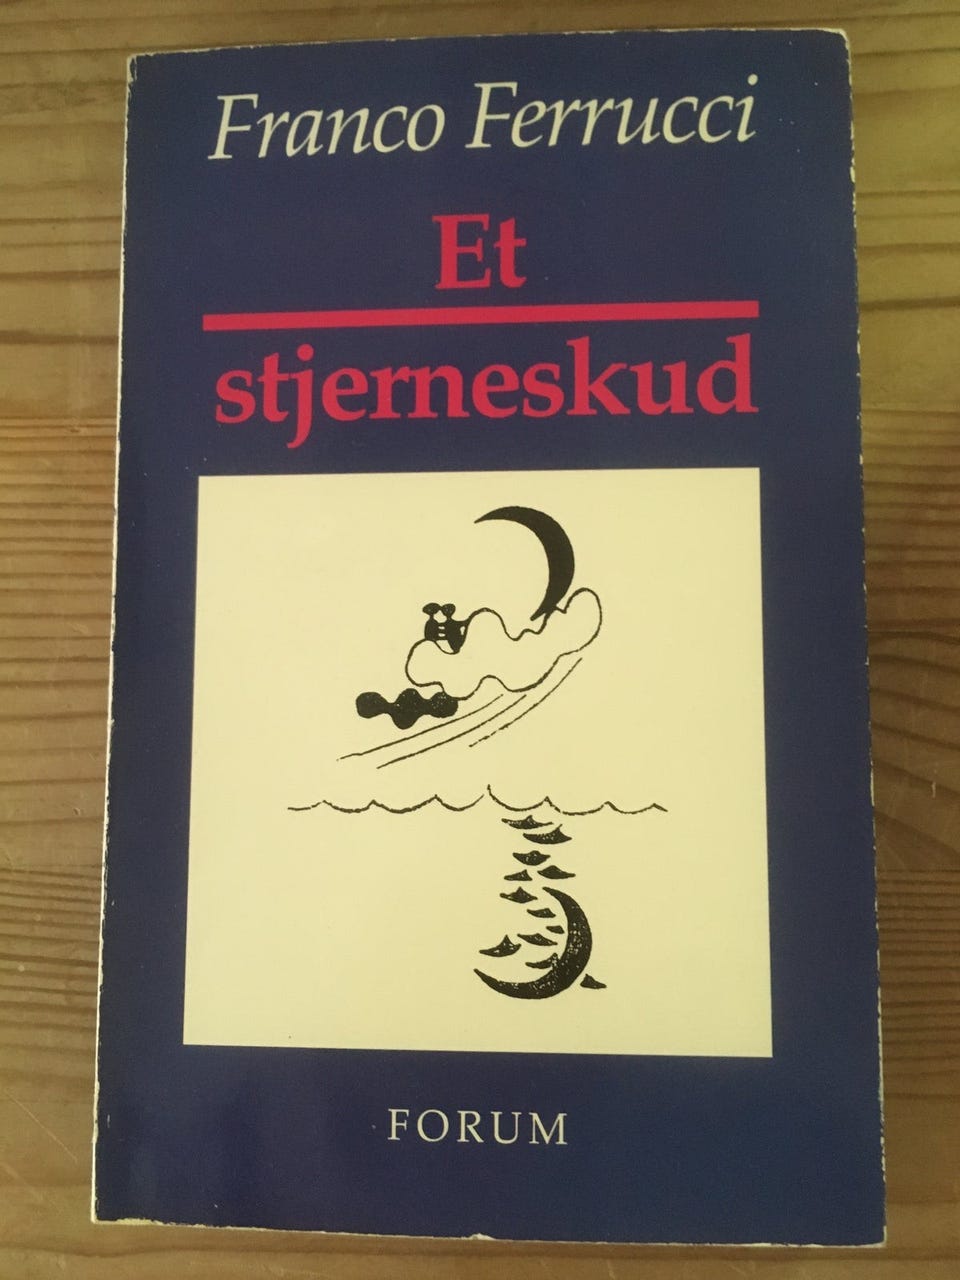 Franco Ferrucci
Et
stjerneskud
FORUM